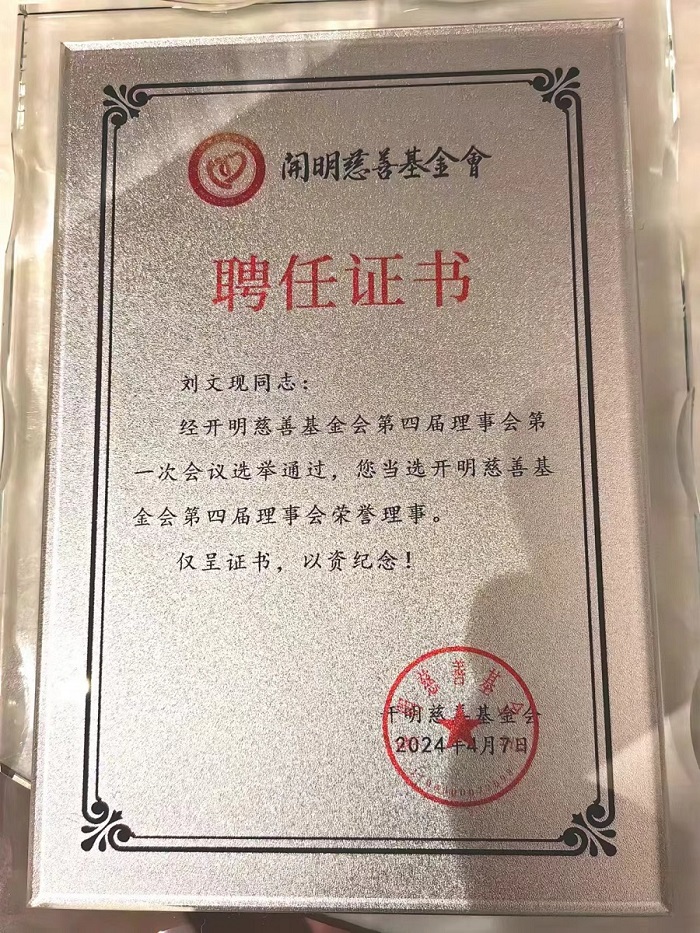 開明慈善基金會
聘任证书
刘文现同志：
经开明慈善基金会第四届理事会第
一次会议选举通过，您当选开明慈善基
金会第四届理事会荣誉理事。
仅呈证书，以资纪念！
慈善基
开明慈善基金会
2024年4月7日